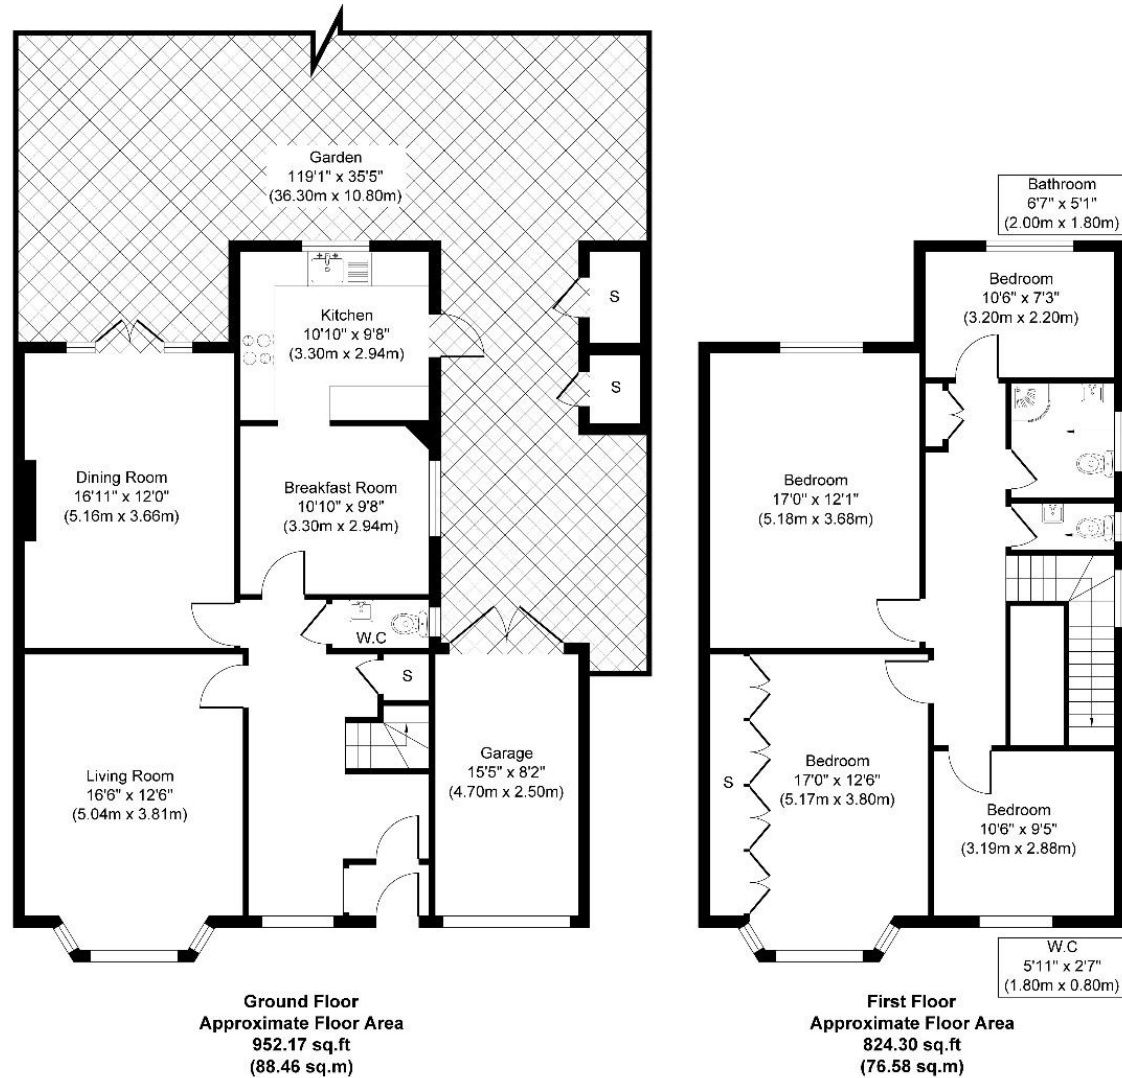 Garden
119'1" x 35'5"
(36.30m x 10.80m)
Kitchen
10'10" x 9'8"
(3.30m x 2.94m)
S
S
Dining Room
16'11" x 12'0"
(5.16m x 3.66m)
Breakfast Room
10'10" x 9'8"
(3.30m x 2.94m)
W.C
S
Living Room
16'6" x 12'6"
(5.04m x 3.81m)
Garage
15'5" x 8'2"
(4.70m x 2.50m)
Ground Floor
Approximate Floor Area
952.17 sq.ft
(88.46 sq.m)
Bathroom
6'7" x 5'1"
(2.00m x 1.80m)
Bedroom
10'6" x 7'3"
(3.20m x 2.20m)
Bedroom
17'0" x 12'1"
(5.18m x 3.68m)
S
Bedroom
17'0" x 12'6"
(5.17m x 3.80m)
Bedroom
10'6" x 9'5"
(3.19m x 2.88m)
W.C
5'11" x 2'7"
(1.80m x 0.80m)
First Floor
Approximate Floor Area
824.30 sq.ft
(76.58 sq.m)